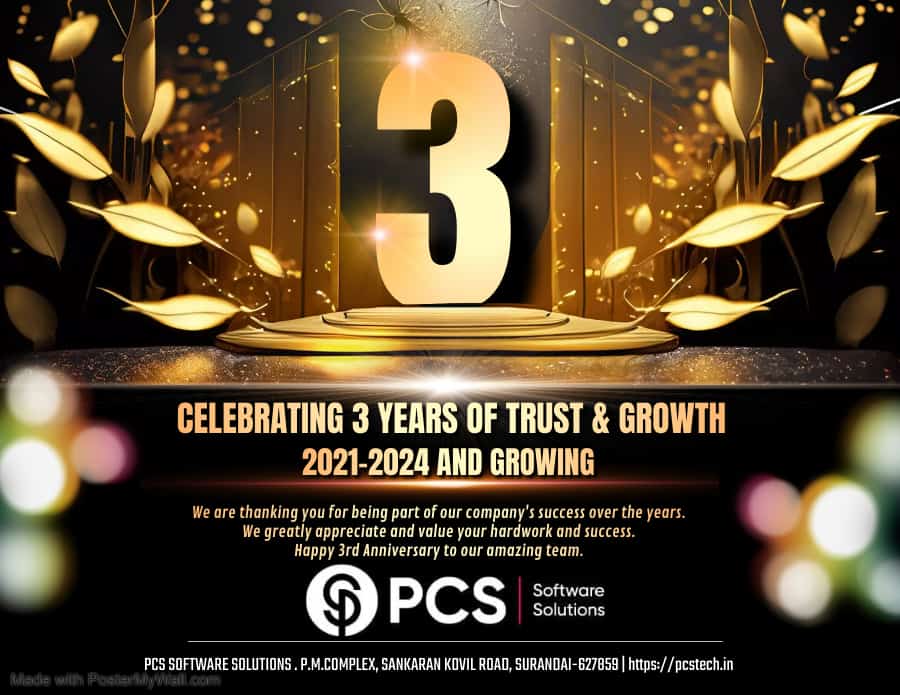 3
CELEBRATING 3 YEARS OF TRUST & GROWTH
2021-2024 AND GROWING
We are thanking you for being part of our company's success over the years.
We greatly appreciate and value your hardwork and success.
Happy 3rd Anniversary to our amazing team.
PCS Software
Solutions
PCS SOFTWARE SOLUTIONS . P.M.COMPLEX, SANKARAN KOVIL ROAD, SURANDAI-627859 | https://pcstech.in
Made with PosterMyWall.com